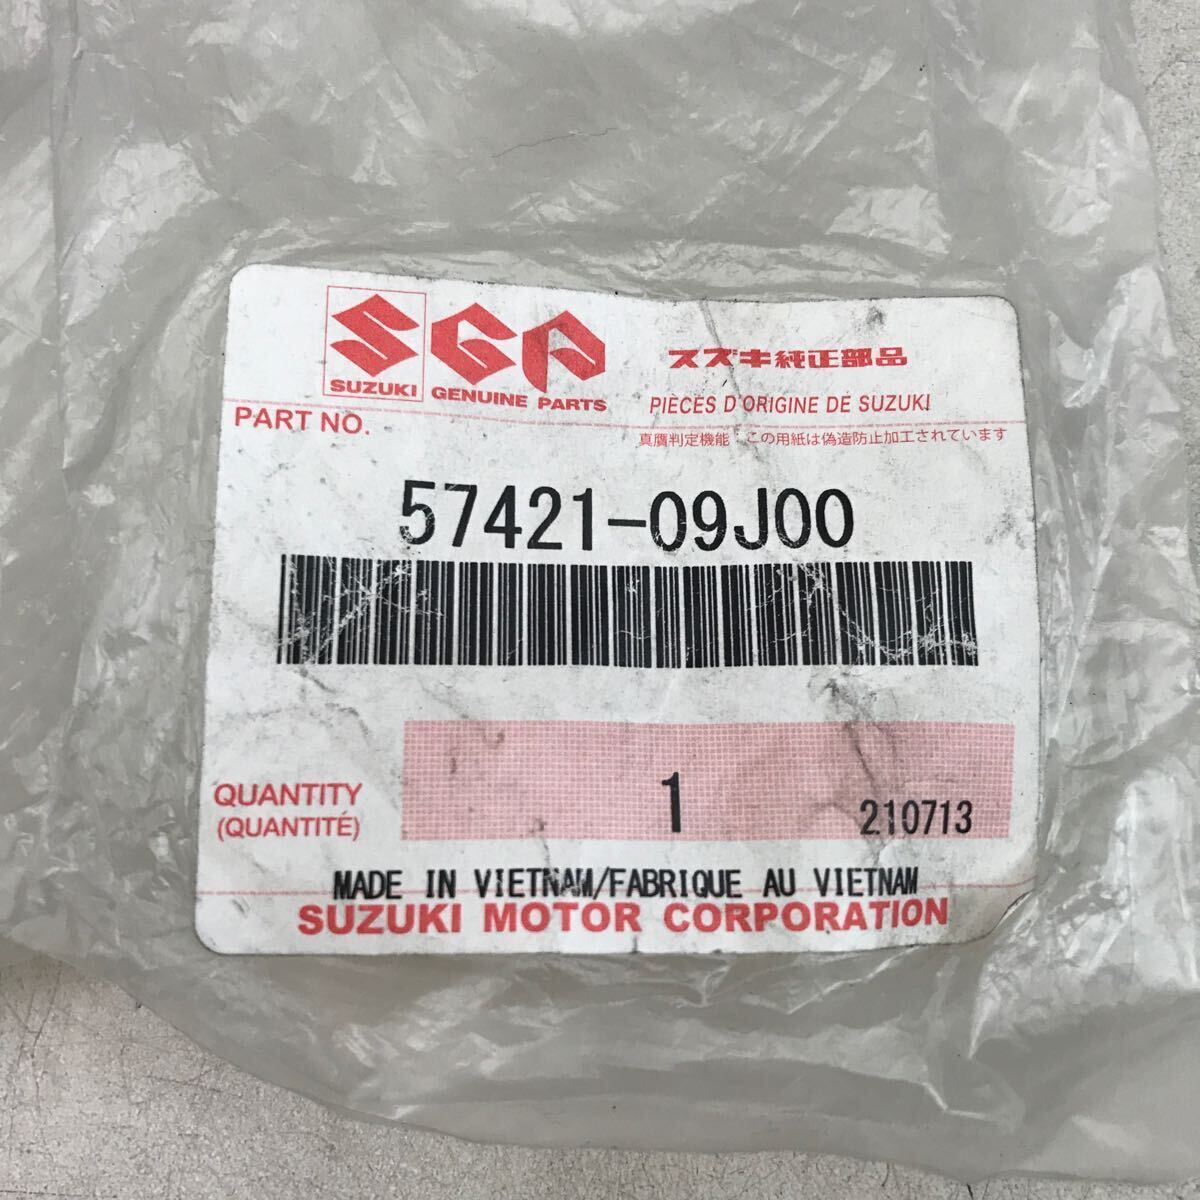 SUZUKI
SGP
GENUINE PARTS
スズキ純正部品
PIÈCES D'ORIGINE DE SUZUKI
PART NO.
真贋判定機能：この用紙は偽造防止加工されています
57421-09J00
QUANTITY
(QUANTITÉ)
1
210713
MADE IN VIETNAM/FABRIQUE AU VIETNAM
SUZUKI MOTOR CORPORATION